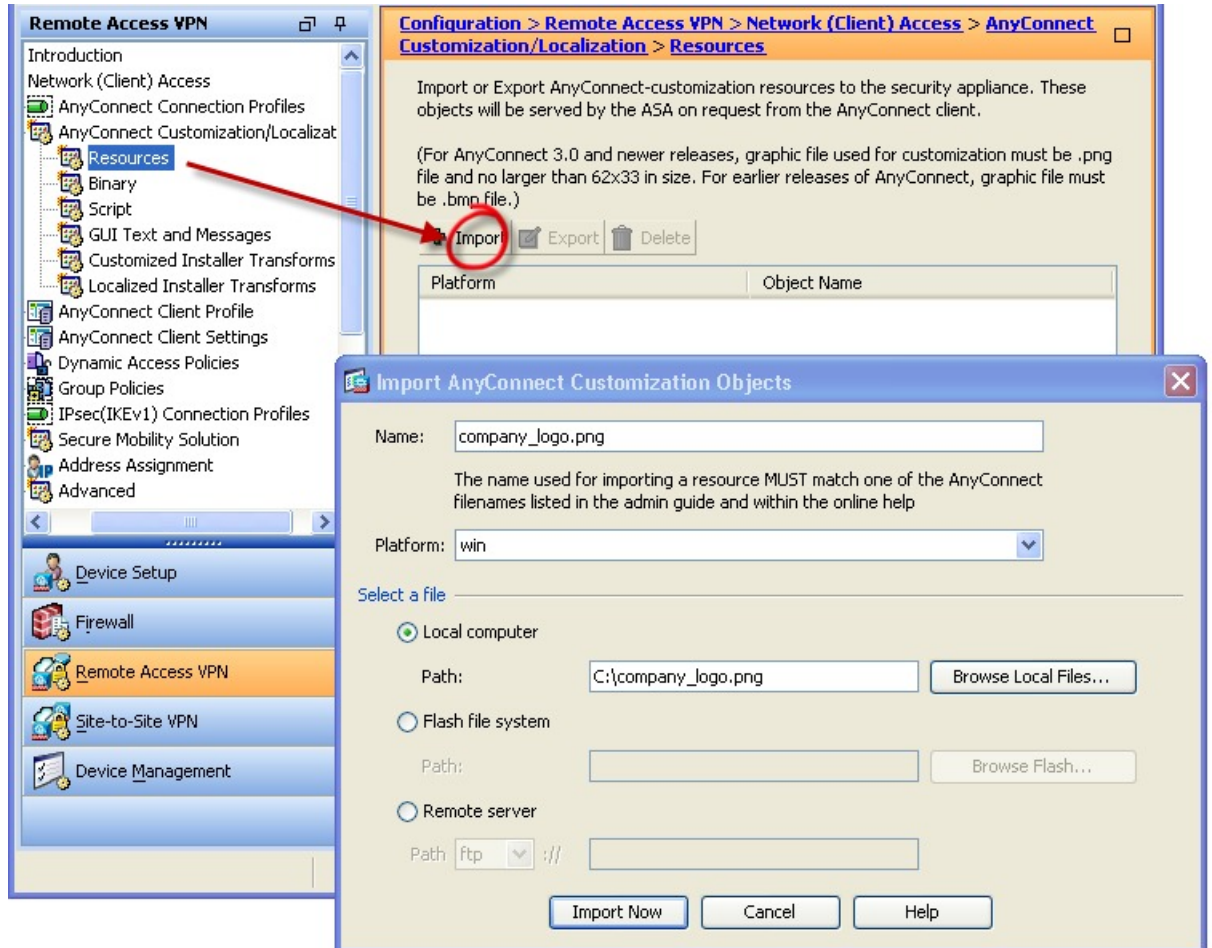 Remote Access VPN
Introduction
Network (Client) Access
AnyConnect Connection Profiles
AnyConnect Customization/Localizat
Resources
Binary
Script
GUI Text and Messages
Customized Installer Transforms
Localized Installer Transforms
AnyConnect Client Profile
AnyConnect Client Settings
Dynamic Access Policies
Group Policies
IPsec(IKEv1) Connection Profiles
Secure Mobility Solution
Address Assignment
Advanced
Device Setup
Firewall
Remote Access VPN
Site-to-Site VPN
Device Management
Configuration > Remote Access VPN > Network (Client) Access > AnyConnect
Customization/Localization > Resources
Import or Export AnyConnect-customization resources to the security appliance. These
objects will be served by the ASA on request from the AnyConnect client.
(For AnyConnect 3.0 and newer releases, graphic file used for customization must be .png
file and no larger than 62x33 in size. For earlier releases of AnyConnect, graphic file must
be .bmp file.)
Import Export Delete
Platform Object Name
Import AnyConnect Customization Objects
Name: company_logo.png
The name used for importing a resource MUST match one of the AnyConnect
filenames listed in the admin guide and within the online help
Platform: win
Select a file
Local computer
Path: C:\company_logo.png Browse Local Files...
Flash file system
Path: Browse Flash...
Remote server
Path ftp ://
Import Now Cancel Help